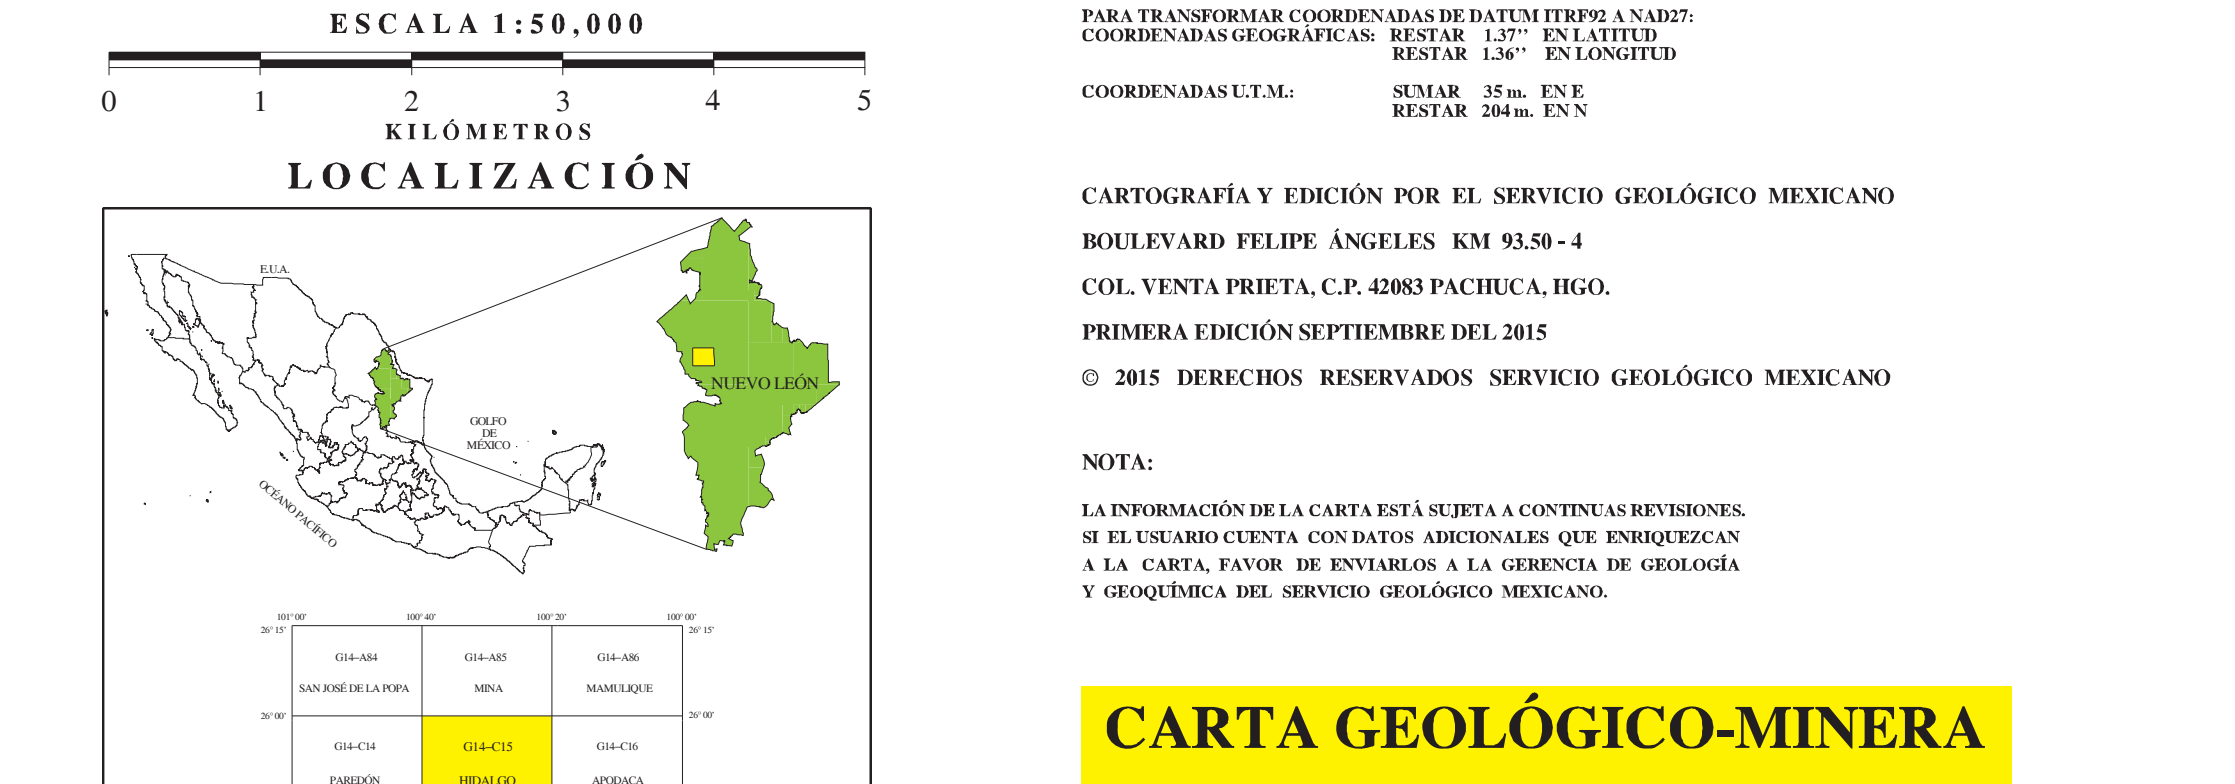 ESCALA 1:50,000
0 1 2 3 4 5
KILÓMETROS
LOCALIZACIÓN
E.U.A.
NUEVO LEÓN
GOLFO
DE
MÉXICO
OCÉANO PACÍFICO
101° 00' 100° 40' 100° 20' 100° 00'
26° 15' 26° 15'
G14–A84 G14–A85 G14–A86
SAN JOSÉ DE LA POPA MINA MAMULIQUE
26° 00' 26° 00'
G14–C14 G14–C15 G14–C16
PAREDÓN HIDALGO APODACA
PARA TRANSFORMAR COORDENADAS DE DATUM ITRF92 A NAD27:
COORDENADAS GEOGRÁFICAS: RESTAR 1.37’’ EN LATITUD
RESTAR 1.36’’ EN LONGITUD
COORDENADAS U.T.M.: SUMAR 35 m. EN E
RESTAR 204 m. EN N
CARTOGRAFÍA Y EDICIÓN POR EL SERVICIO GEOLÓGICO MEXICANO
BOULEVARD FELIPE ÁNGELES KM 93.50 - 4
COL. VENTA PRIETA, C.P. 42083 PACHUCA, HGO.
PRIMERA EDICIÓN SEPTIEMBRE DEL 2015
© 2015 DERECHOS RESERVADOS SERVICIO GEOLÓGICO MEXICANO
NOTA:
LA INFORMACIÓN DE LA CARTA ESTÁ SUJETA A CONTINUAS REVISIONES.
SI EL USUARIO CUENTA CON DATOS ADICIONALES QUE ENRIQUEZCAN
A LA CARTA, FAVOR DE ENVIARLOS A LA GERENCIA DE GEOLOGÍA
Y GEOQUÍMICA DEL SERVICIO GEOLÓGICO MEXICANO.
CARTA GEOLÓGICO-MINERA